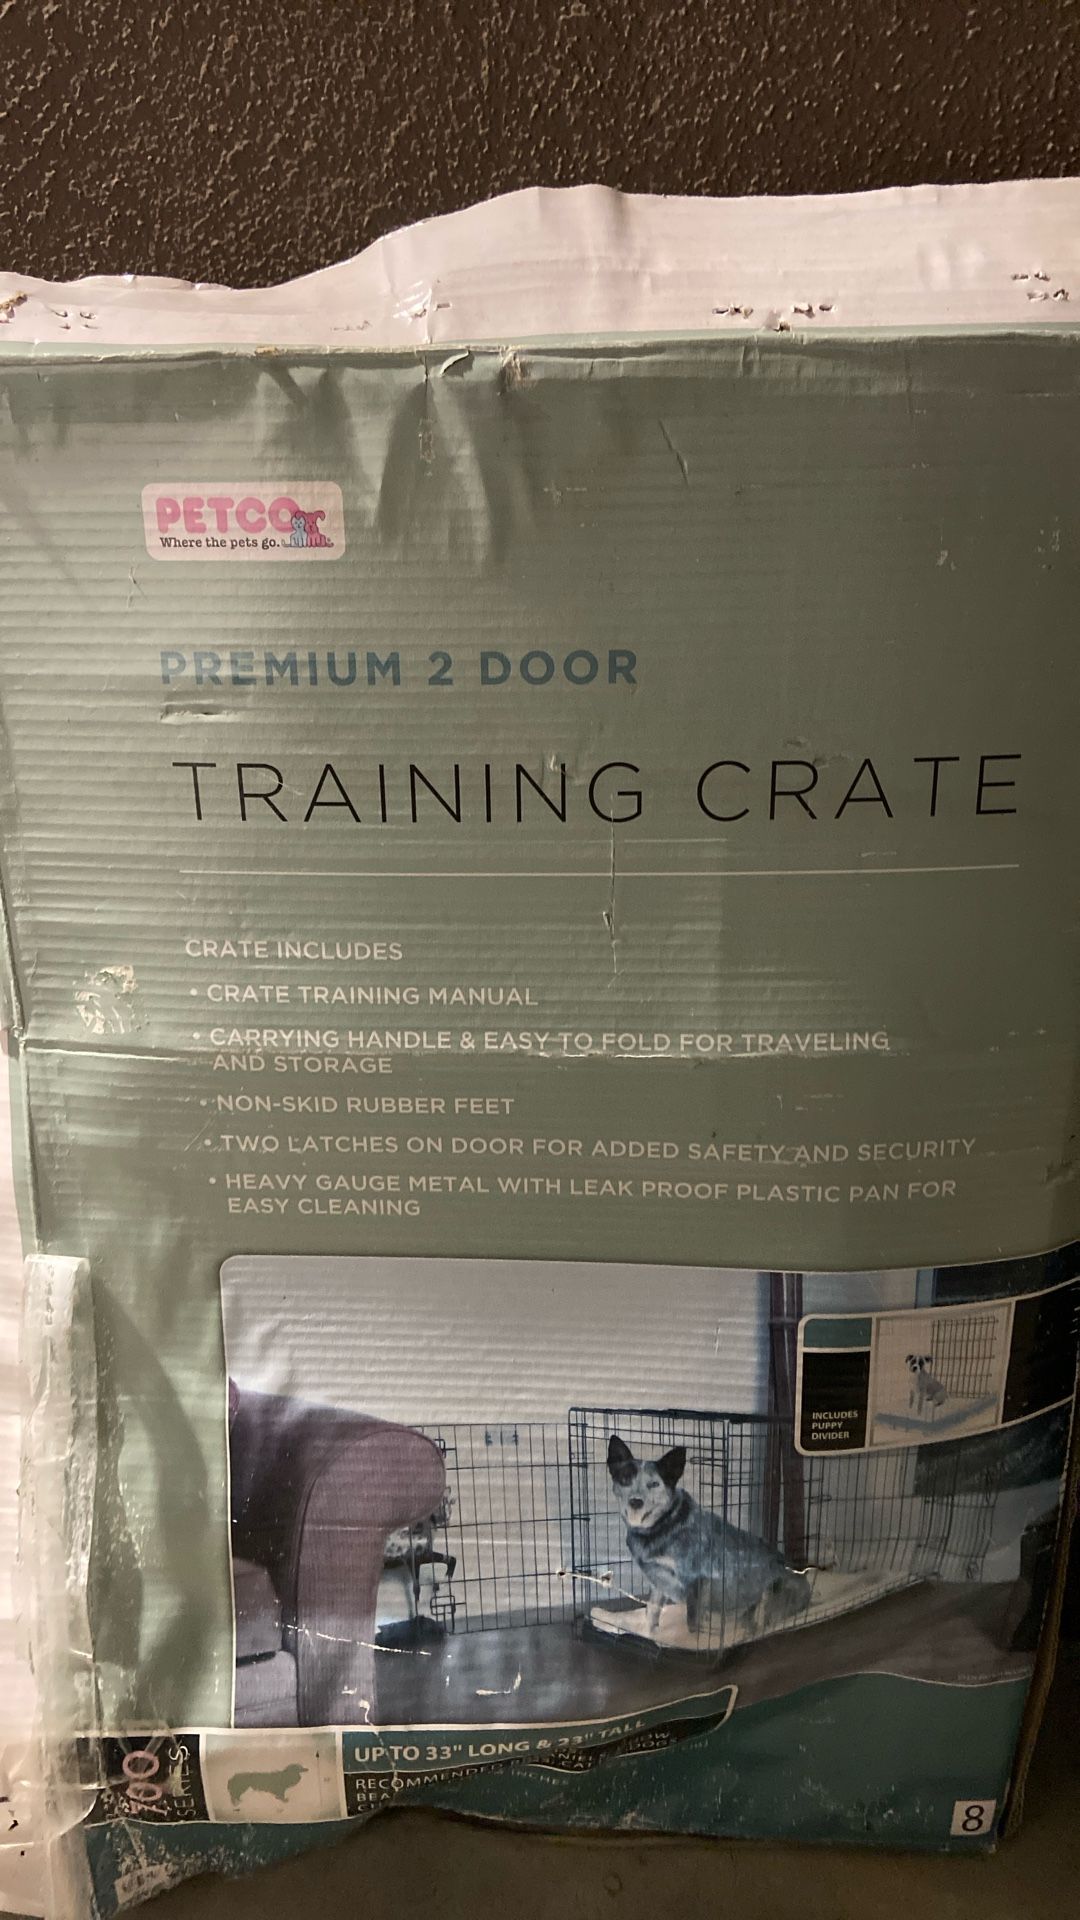 PETCO
Where the pets go.
PREMIUM 2 DOOR
TRAINING CRATE
CRATE INCLUDES
• CRATE TRAINING MANUAL
• CARRYING HANDLE & EASY TO FOLD FOR TRAVELING
AND STORAGE
• NON-SKID RUBBER FEET
• TWO LATCHES ON DOOR FOR ADDED SAFETY AND SECURITY
• HEAVY GAUGE METAL WITH LEAK PROOF PLASTIC PAN FOR
EASY CLEANING
INCLUDES
PUPPY
DIVIDER
700
SERIES
UP TO 33" LONG & 23" TALL
RECOMMENDED
8